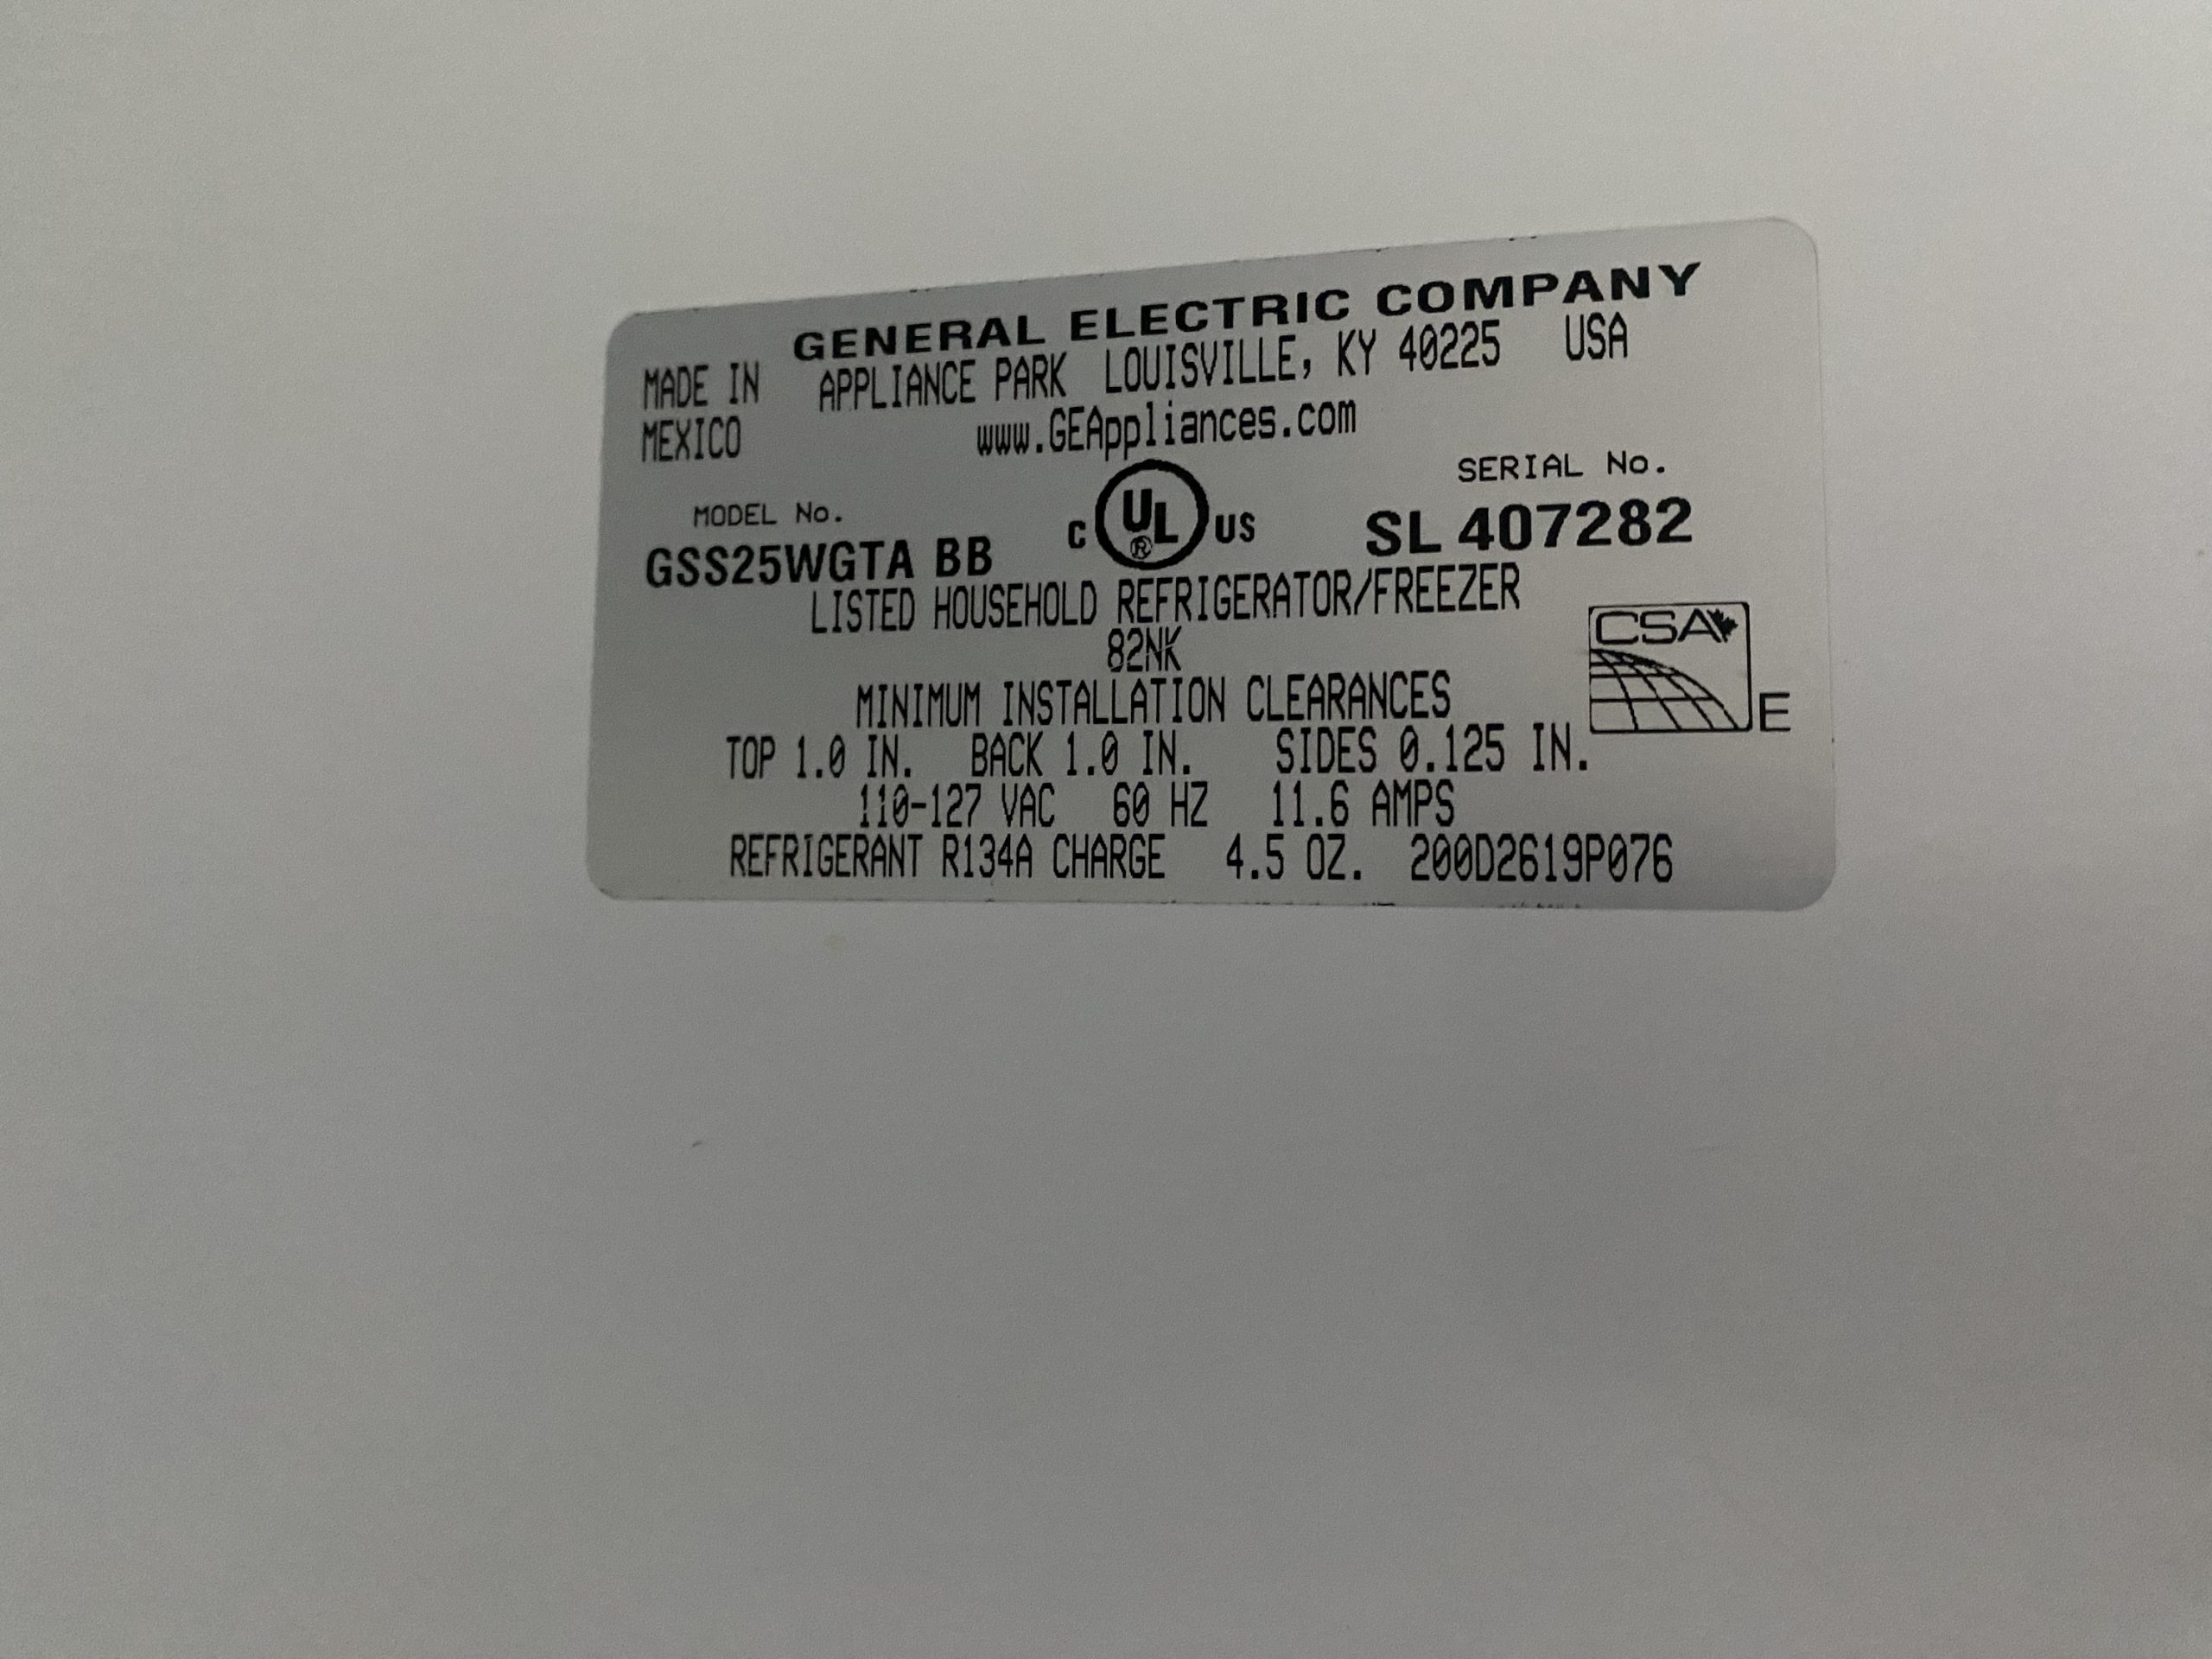 GENERAL ELECTRIC COMPANY
MADE IN APPLIANCE PARK LOUISVILLE, KY 40225 USA
MEXICO www.GEAppliances.com
MODEL No. SERIAL No.
GSS25WGTA BB C UL® US SL 407282
LISTED HOUSEHOLD REFRIGERATOR/FREEZER
82NK
CSA
MINIMUM INSTALLATION CLEARANCES
E
TOP 1.0 IN. BACK 1.0 IN. SIDES 0.125 IN.
110-127 VAC 60 HZ 11.6 AMPS
REFRIGERANT R134A CHARGE 4.5 OZ. 200D2619P076